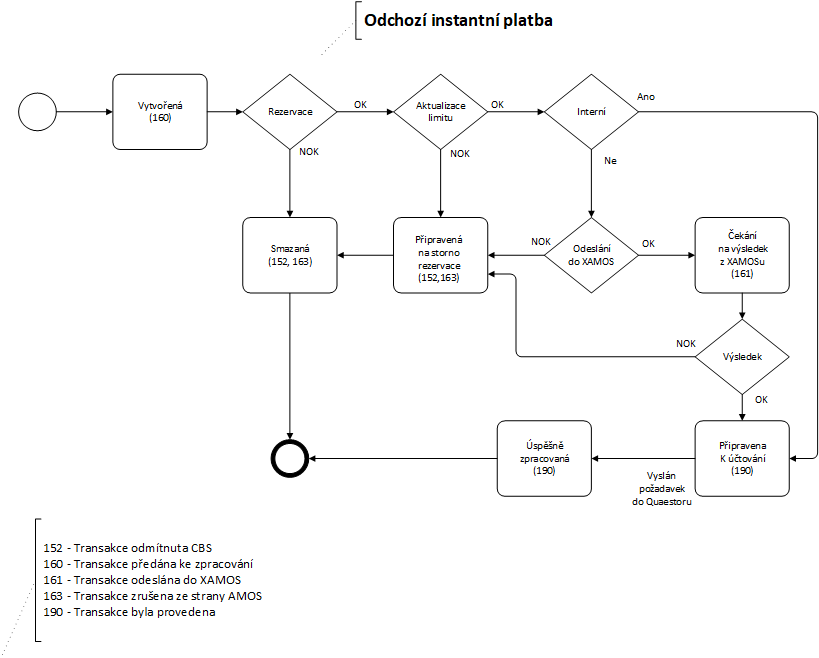 Odchozí instantní platba
Vytvořená
(160)
Rezervace
OK
Aktualizace
limitu
OK
Interní
Ano
NOK
NOK
Ne
Smazaná
(152, 163)
Připravená
na storno
rezervace
(152,163)
NOK
Odeslání
do XAMOS
OK
Čekání
na výsledek
z XAMOSu
(161)
NOK
Výsledek
OK
Úspěšně
zpracovaná
(190)
Připravena
K účtování
(190)
Vyslán
požadavek
do Quaestoru
152 - Transakce odmítnuta CBS
160 - Transakce předána ke zpracování
161 - Transakce odeslána do XAMOS
163 - Transakce zrušena ze strany AMOS
190 - Transakce byla provedena